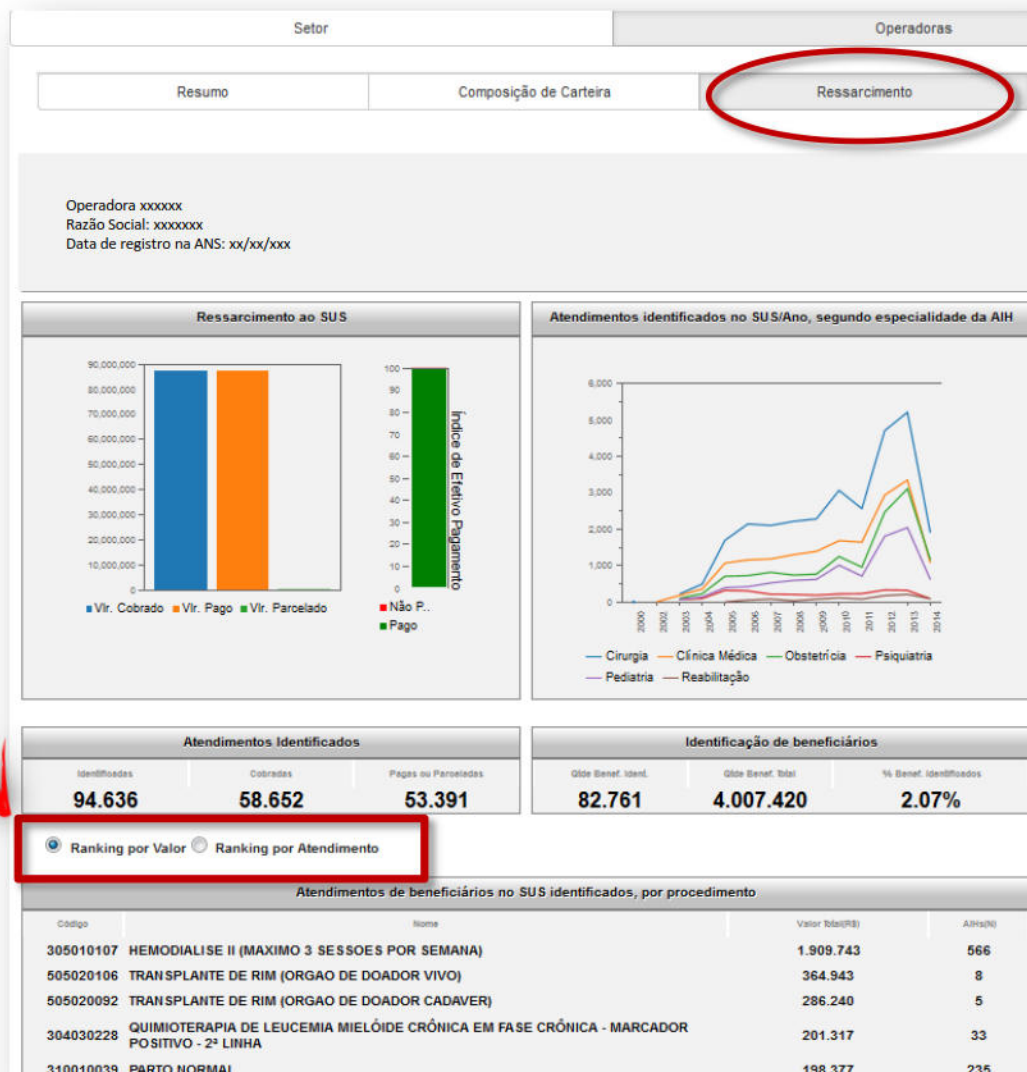 Setor Operadoras
Resumo Composição de Carteira Ressarcimento
Operadora xxxxxx
Razão Social: xxxxxxx
Data de registro na ANS: xx/xx/xxx
Ressarcimento ao SUS
90,000,000
80,000,000
70,000,000
60,000,000
50,000,000
40,000,000
30,000,000
20,000,000
10,000,000
0
Vlr. Cobrado Vlr. Pago Vlr. Parcelado
100
90
80
70
60
50
40
30
20
10
0
Índice de Efetivo Pagamento
Não P..
Pago
Atendimentos identificados no SUS/Ano, segundo especialidade da AIH
6,000
5,000
4,000
3,000
2,000
1,000
0
2000 2002 2003 2004 2005 2006 2007 2008 2009 2010 2011 2012 2013 2014
Cirurgia Clínica Médica Obstetrícia Psiquiatria
Pediatria Reabilitação
Atendimentos Identificados
Identificadas Cobradas Pagas ou Parceladas
94.636 58.652 53.391
Identificação de beneficiários
Qtde Benef. Ident. Qtde Benef. Total % Benef. Identificados
82.761 4.007.420 2.07%
Ranking por Valor Ranking por Atendimento
Atendimentos de beneficiários no SUS identificados, por procedimento
Código Nome Valor Total(R$) AIHs(N)
305010107 HEMODIALISE II (MAXIMO 3 SESSOES POR SEMANA) 1.909.743 566
505020106 TRANSPLANTE DE RIM (ORGAO DE DOADOR VIVO) 364.943 8
505020092 TRANSPLANTE DE RIM (ORGAO DE DOADOR CADAVER) 286.240 5
304030228 QUIMIOTERAPIA DE LEUCEMIA MIELÓIDE CRÔNICA EM FASE CRÔNICA - MARCADOR
POSITIVO - 2ª LINHA 201.317 33
310010039 PARTO NORMAL 198.377 235